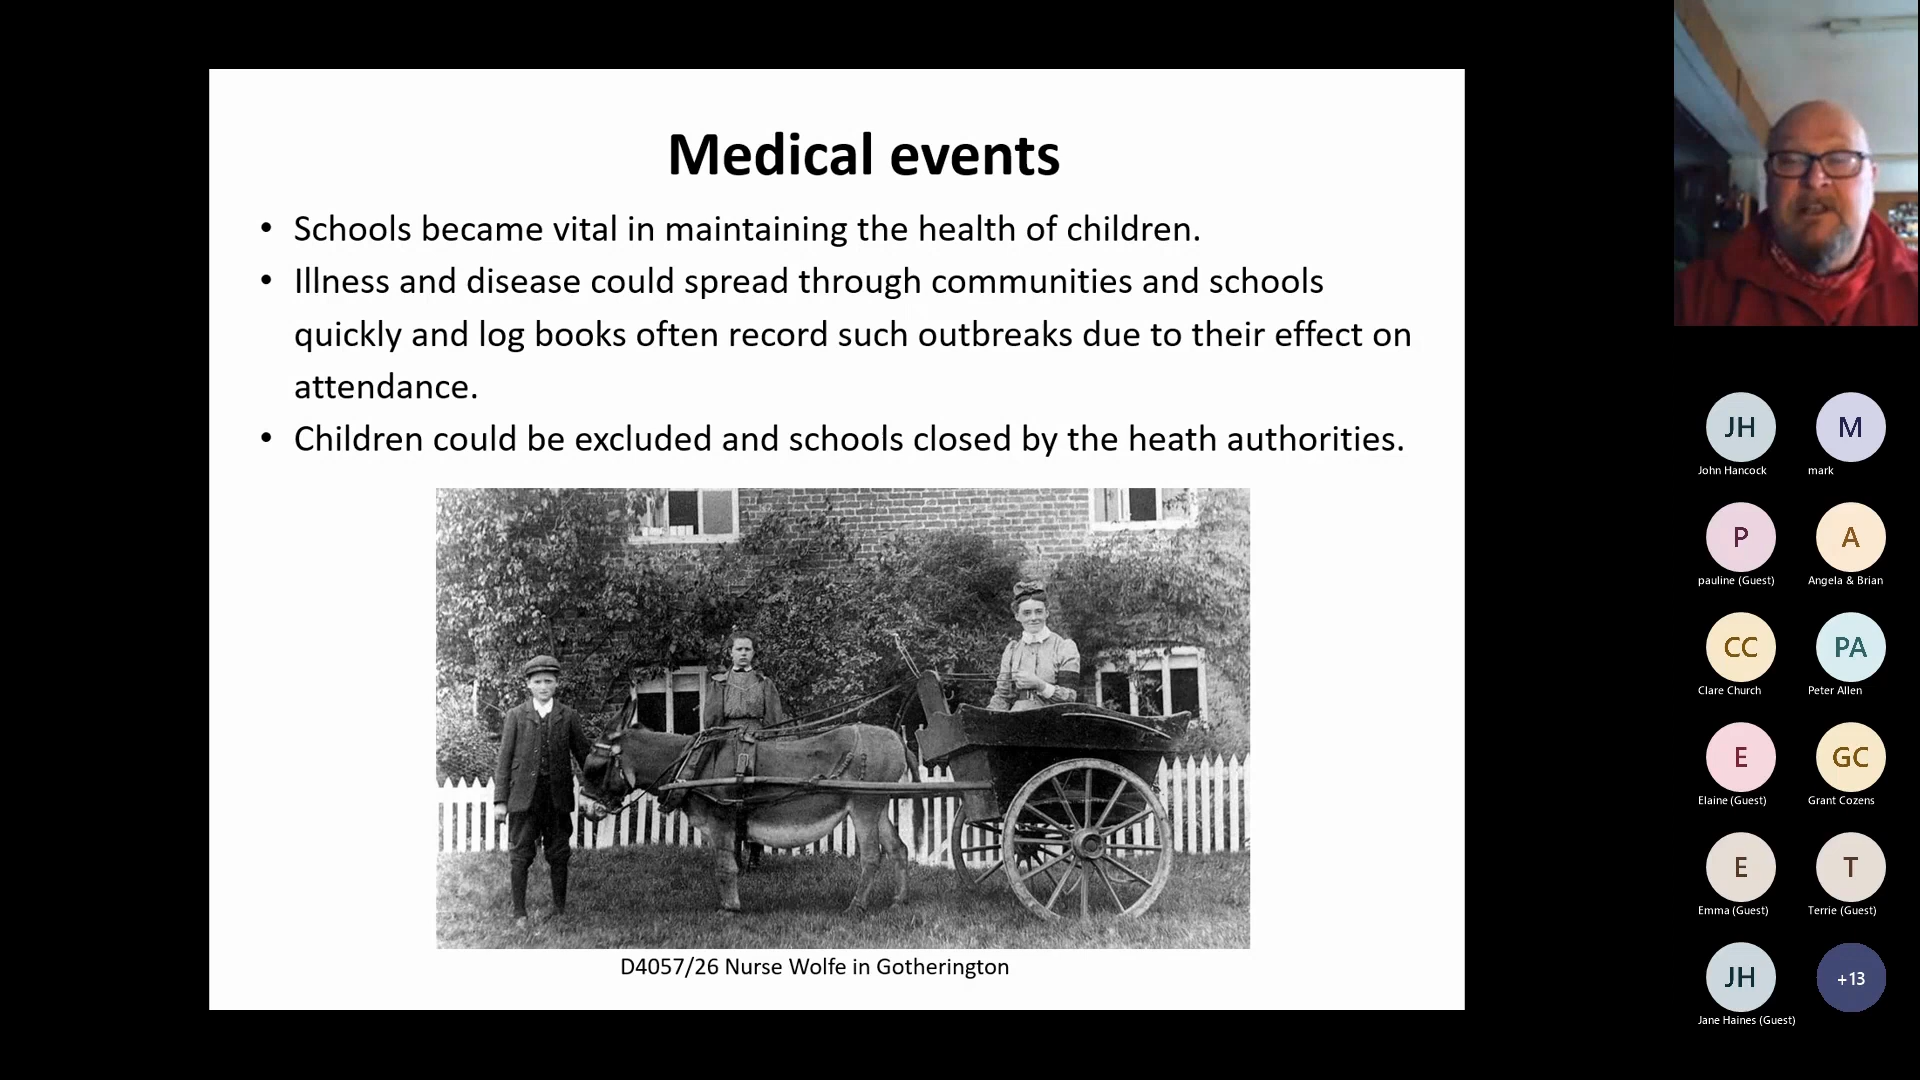 Medical events
• Schools became vital in maintaining the health of children.
• Illness and disease could spread through communities and schools
quickly and log books often record such outbreaks due to their effect on
attendance.
• Children could be excluded and schools closed by the heath authorities.
D4057/26 Nurse Wolfe in Gotherington
JH
John Hancock
M
mark
P
pauline (Guest)
A
Angela & Brian
CC
Clare Church
PA
Peter Allen
E
Elaine (Guest)
GC
Grant Cozens
E
Emma (Guest)
T
Terrie (Guest)
JH
Jane Haines (Guest)
+13